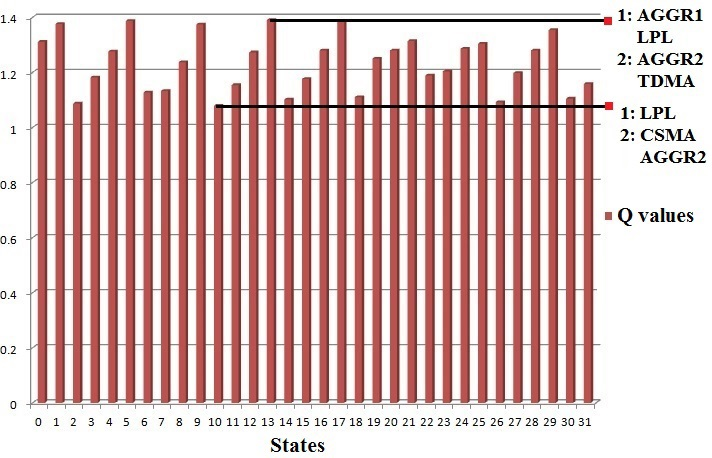 1.4
1.2
1
0.8
0.6
0.4
0.2
0
0 1 2 3 4 5 6 7 8 9 10 11 12 13 14 15 16 17 18 19 20 21 22 23 24 25 26 27 28 29 30 31
States
1: AGGR1
LPL
2: AGGR2
TDMA
1: LPL
2: CSMA
AGGR2
Q values